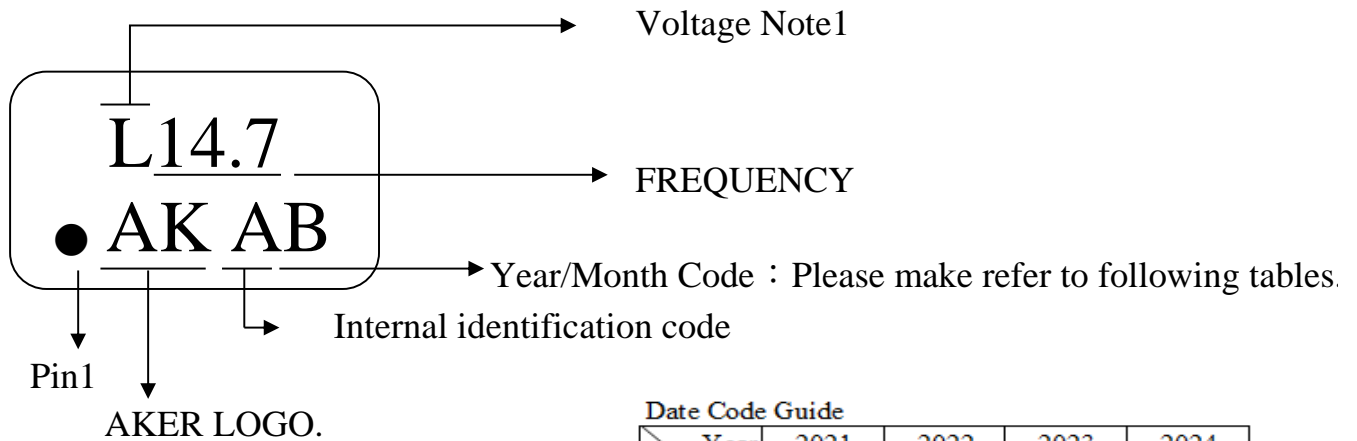 Voltage Note1
L14.7
FREQUENCY
AK AB
Year/Month Code：Please make refer to following tables.
Internal identification code
Pin1
AKER LOGO.
Date Code Guide
Year 2021 2022 2023 2024